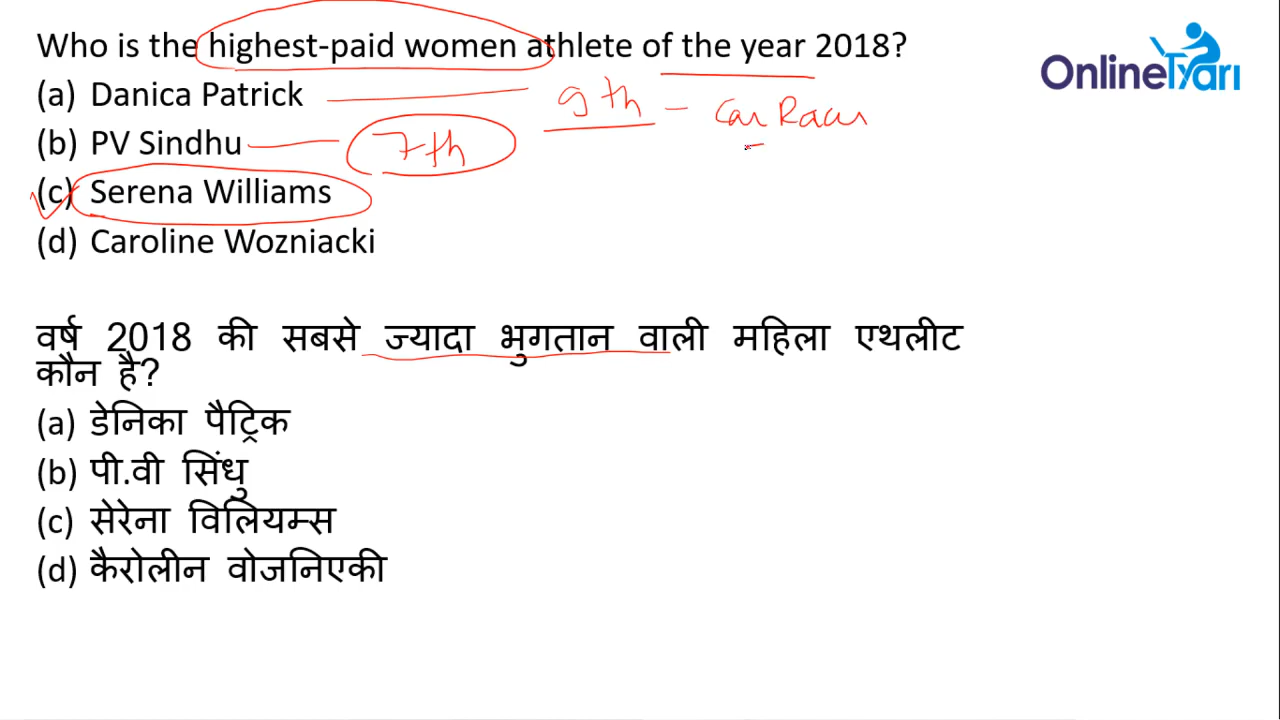 Who is the highest-paid women athlete of the year 2018?
OnlineTyari
(a) Danica Patrick
9th - Car Racer
(b) PV Sindhu
7th
(c) Serena Williams
(d) Caroline Wozniacki
वर्ष 2018 की सबसे ज्यादा भुगतान वाली महिला एथलीट
कौन है?
(a) डेनिका पैट्रिक
(b) पी.वी सिंधु
(c) सेरेना विलियम्स
(d) कैरोलीन वोजनिएकी